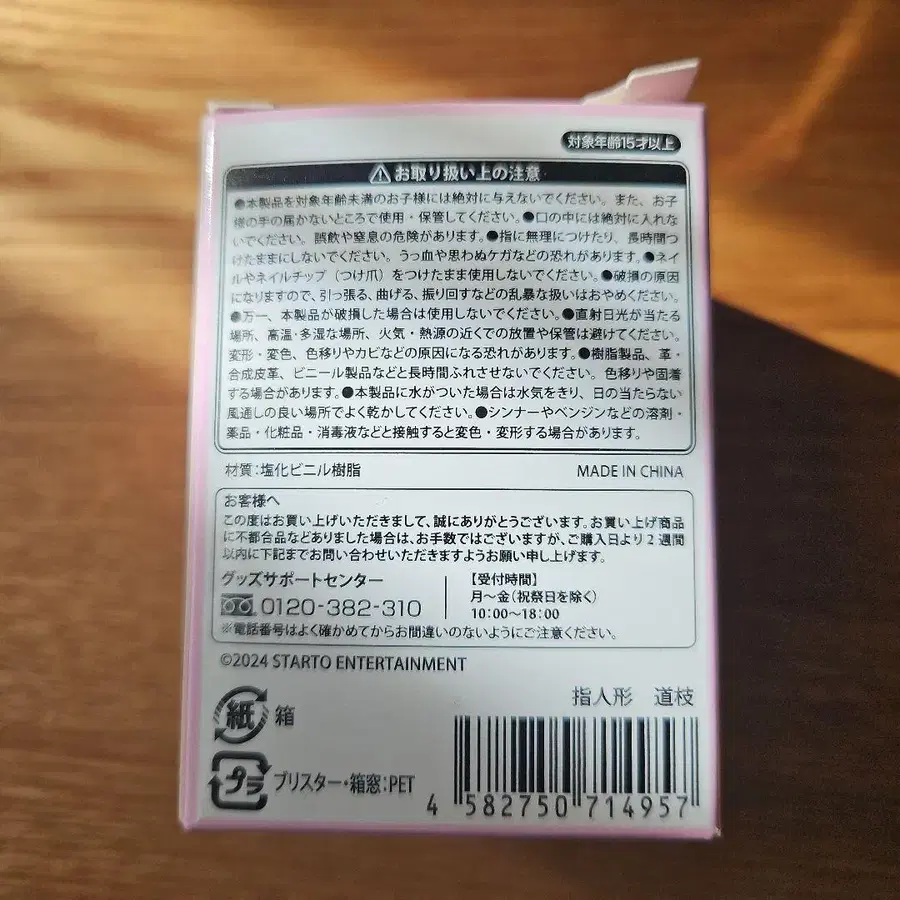 対象年齢15才以上
お取り扱い上の注意
●本製品を対象年齢未満のお子様には絶対に与えないでください。また、お子
様の手の届かないところで使用・保管してください。●口の中には絶対に入れな
いでください。誤飲や窒息の危険があります。●指に無理につけたり、長時間つ
けたままにしないでください。うっ血や思わぬケガなどの恐れがあります。●ネイ
ルやネイルチップ（つけ爪）をつけたまま使用しないでください。●破損の原因
になりますので、引っ張る、曲げる、振り回すなどの乱暴な扱いはおやめください。
●万一、本製品が破損した場合は使用しないでください。●直射日光が当たる
場所、高温・多湿な場所、火気・熱源の近くでの放置や保管は避けてください。
変形・変色、色移りやカビなどの原因になる恐れがあります。●樹脂製品、革・
合成皮革、ビニール製品などと長時間ふれさせないでください。色移りや固着
する場合があります。●本製品に水がついた場合は水気をきり、日の当たらない
風通しの良い場所でよく乾かしてください。●シンナーやベンジンなどの溶剤・
薬品・化粧品・消毒液などと接触すると変色・変形する場合があります。
材質：塩化ビニル樹脂 MADE IN CHINA
お客様へ
この度はお買い上げいただきまして、誠にありがとうございます。お買い上げ商品
に不都合品などありました場合は、お手数ではございますが、ご購入日より2週間
以内に下記までお問い合わせいただきますようお願い申し上げます。
グッズサポートセンター
0120-382-310
【受付時間】
月〜金（祝祭日を除く）
10:00〜18:00
※電話番号はよく確かめてからお間違いのないようにご注意ください。
©2024 STARTO ENTERTAINMENT
指人形 道枝
紙 箱
プラ ブリスター・箱窓：PET
4 582750 714957